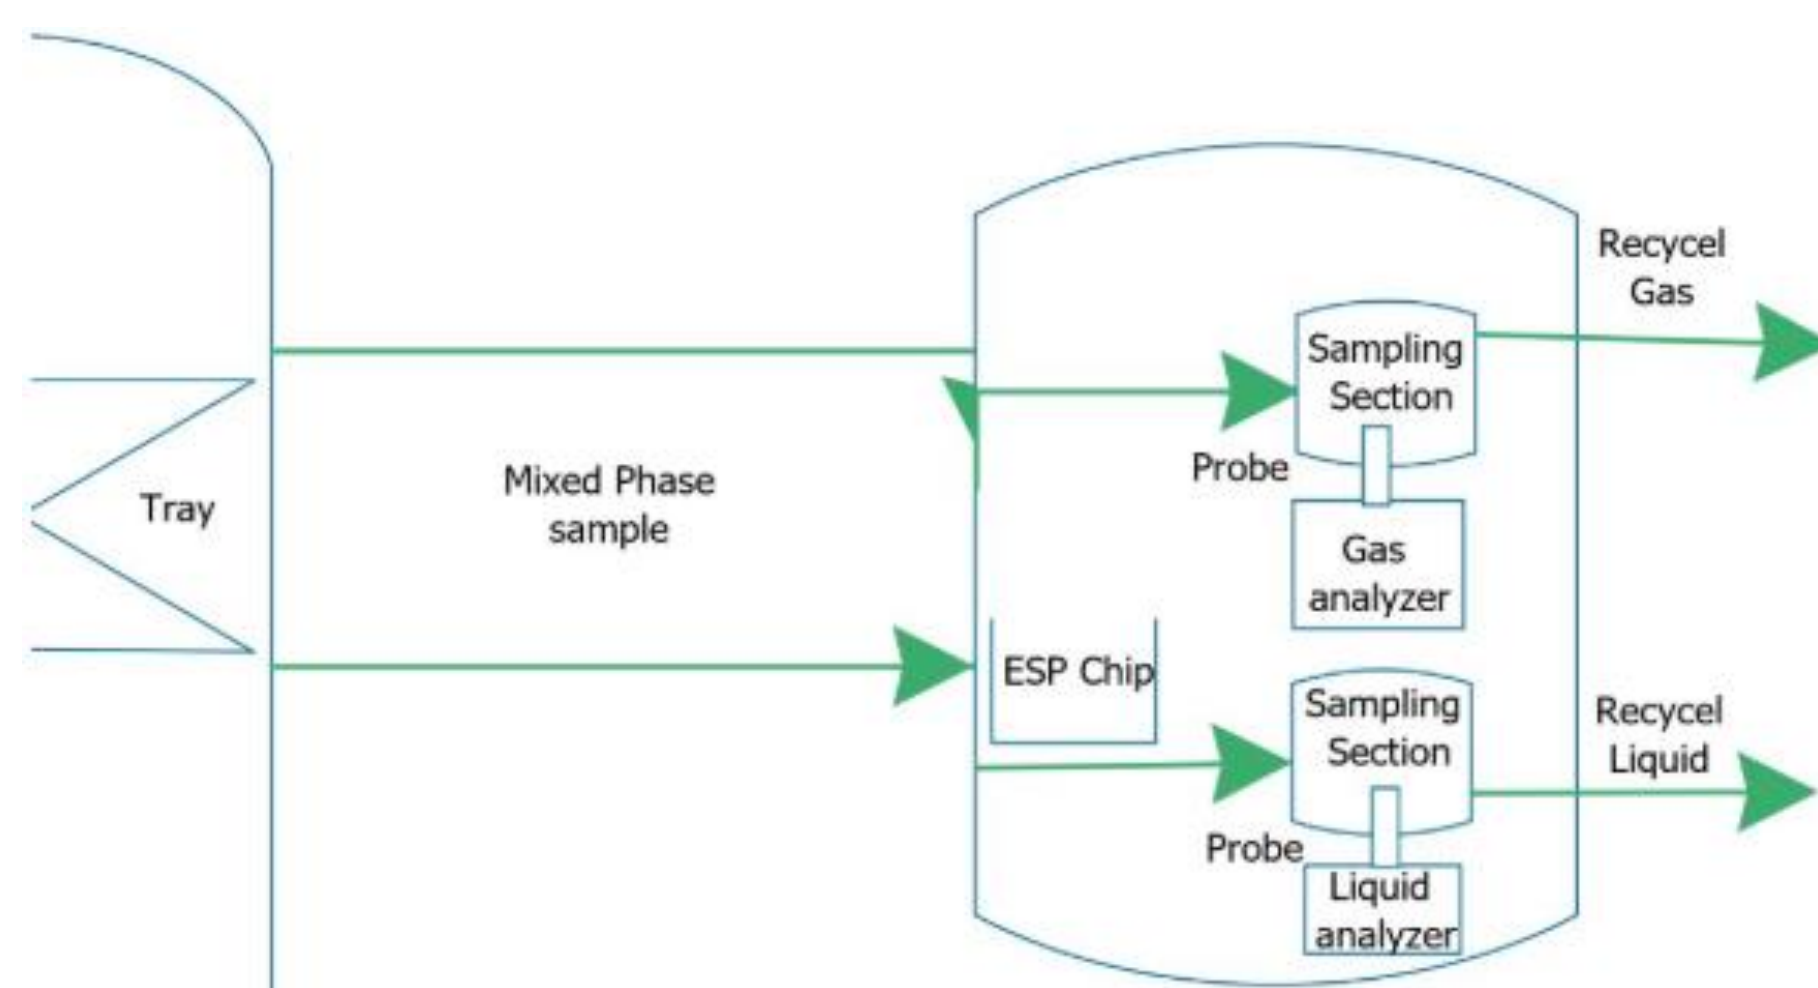 Recycel
Gas
Sampling
Section
Probe
Gas
analyzer
Tray
Mixed Phase
sample
ESP Chip
Sampling
Section
Recycel
Liquid
Probe
Liquid
analyzer